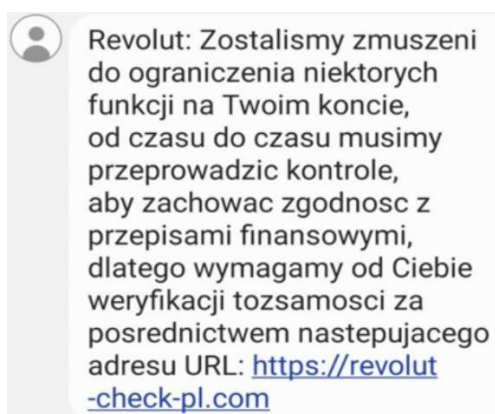 Revolut: Zostalismy zmuszeni
do ograniczenia niektorych
funkcji na Twoim koncie,
od czasu do czasu musimy
przeprowadzic kontrole,
aby zachowac zgodnosc z
przepisami finansowymi,
dlatego wymagamy od Ciebie
weryfikacji tozsamosci za
posrednictwem nastepujacego
adresu URL: https://revolut
-check-pl.com